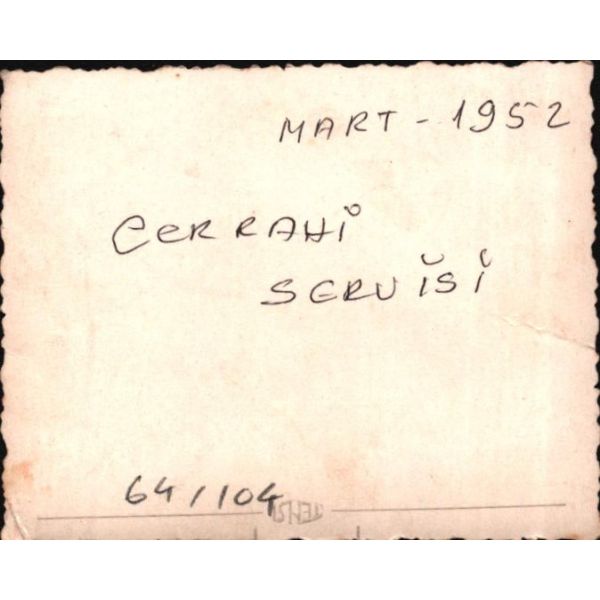 MART - 1952
CERRAHİ
SERVİSİ
64/104